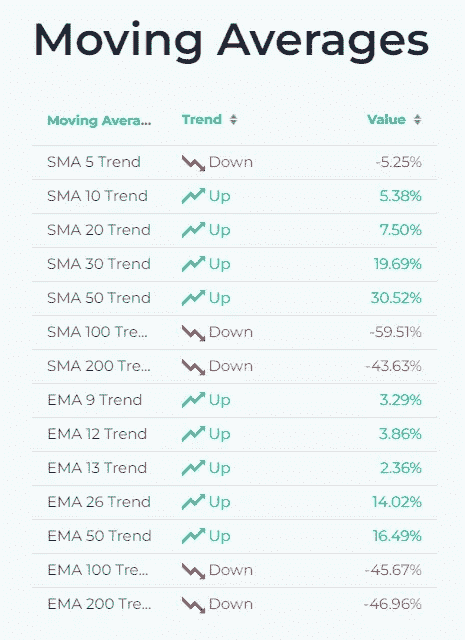 Moving Averages
Moving Avera... Trend Value
SMA 5 Trend Down -5.25%
SMA 10 Trend Up 5.38%
SMA 20 Trend Up 7.50%
SMA 30 Trend Up 19.69%
SMA 50 Trend Up 30.52%
SMA 100 Tre... Down -59.51%
SMA 200 Tre... Down -43.63%
EMA 9 Trend Up 3.29%
EMA 12 Trend Up 3.86%
EMA 13 Trend Up 2.36%
EMA 26 Trend Up 14.02%
EMA 50 Trend Up 16.49%
EMA 100 Tre... Down -45.67%
EMA 200 Tre... Down -46.96%